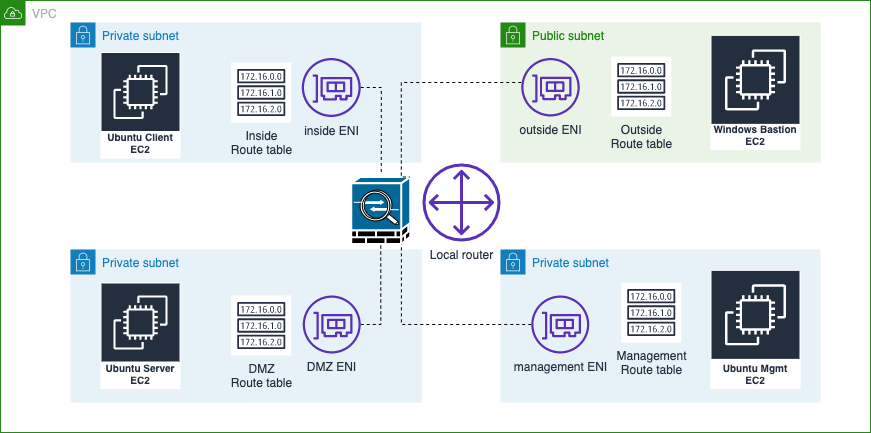 VPC
Private subnet
172.16.0.0
172.16.1.0
172.16.2.0
Ubuntu Client
EC2
Inside
Route table
inside ENI
Public subnet
172.16.0.0
172.16.1.0
172.16.2.0
outside ENI
Outside
Route table
Windows Bastion
EC2
Local router
Private subnet
172.16.0.0
172.16.1.0
172.16.2.0
Ubuntu Server
EC2
DMZ
Route table
DMZ ENI
Private subnet
172.16.0.0
172.16.1.0
172.16.2.0
management ENI
Management
Route table
Ubuntu Mgmt
EC2